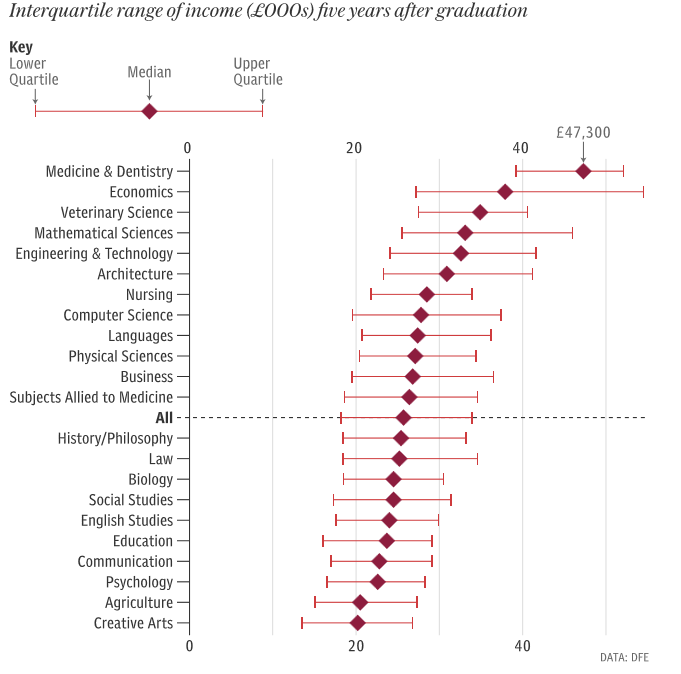 Interquartile range of income (£000s) five years after graduation
Key
Lower Quartile
Median
Upper Quartile
£47,300
0 20 40
Medicine & Dentistry
Economics
Veterinary Science
Mathematical Sciences
Engineering & Technology
Architecture
Nursing
Computer Science
Languages
Physical Sciences
Business
Subjects Allied to Medicine
All
History/Philosophy
Law
Biology
Social Studies
English Studies
Education
Communication
Psychology
Agriculture
Creative Arts
0 20 40
DATA: DFE